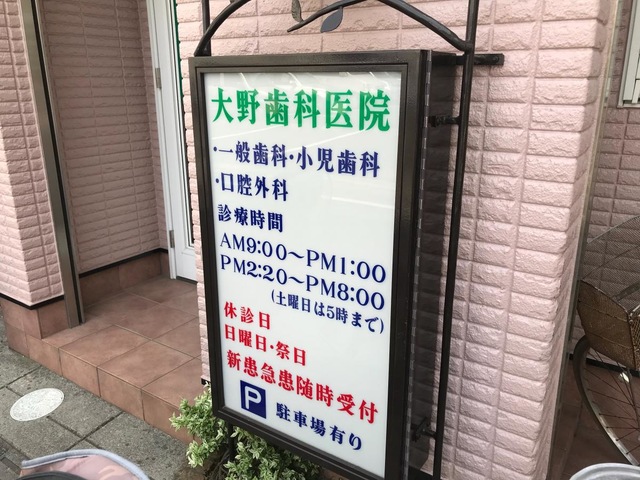 大野歯科医院
・一般歯科・小児歯科
・口腔外科
診療時間
AM9:00～PM1:00
PM2:20～PM8:00
(土曜日は5時まで)
休診日
日曜日・祭日
新患急患随時受付
P 駐車場有り